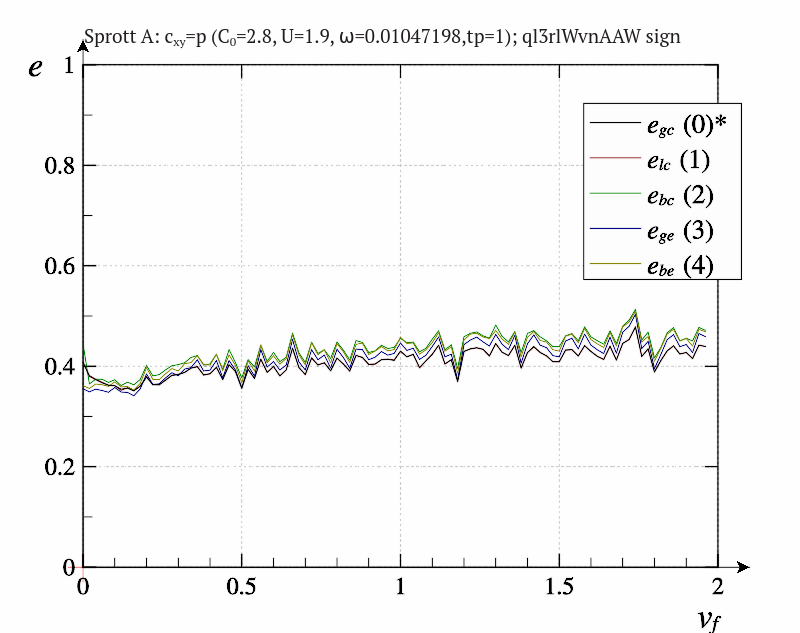 Sprott A: cxy=p (C0=2.8, U=1.9, ω=0.01047198,tp=1); ql3rlWvnAAW sign
e
1
0.8
0.6
0.4
0.2
0
0 0.5 1 1.5 2
vf
egc (0)*
elc (1)
ebc (2)
ege (3)
ebe (4)